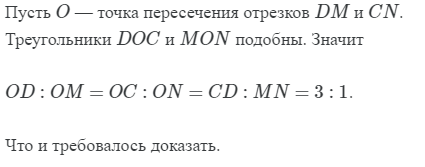 Пусть O — точка пересечения отрезков DM и CN.
Треугольники DOC и MON подобны. Значит
OD : OM = OC : ON = CD : MN = 3 : 1.
Что и требовалось доказать.